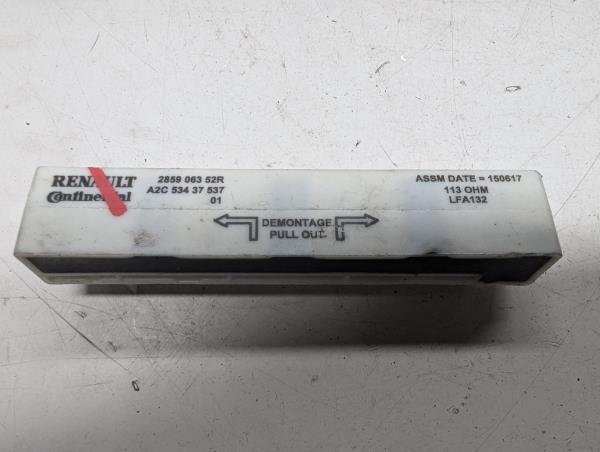 RENAULT
Continental
2859 063 52R
A2C 534 37 537
01
ASSM DATE = 150617
113 OHM
LFA132
DEMONTAGE
PULL OUT